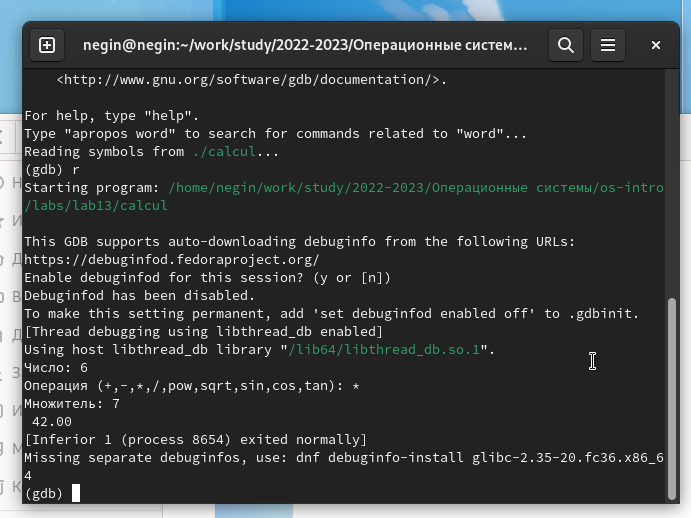 negin@negin:~/work/study/2022-2023/Операционные систем...
<http://www.gnu.org/software/gdb/documentation/>.
For help, type "help".
Type "apropos word" to search for commands related to "word"...
Reading symbols from ./calcul...
(gdb) r
Starting program: /home/negin/work/study/2022-2023/Операционные системы/os-intro
/labs/lab13/calcul
This GDB supports auto-downloading debuginfo from the following URLs:
https://debuginfod.fedoraproject.org/
Enable debuginfod for this session? (y or [n])
Debuginfod has been disabled.
To make this setting permanent, add 'set debuginfod enabled off' to .gdbinit.
[Thread debugging using libthread_db enabled]
Using host libthread_db library "/lib64/libthread_db.so.1".
Число: 6
Операция (+,-,*,/,pow,sqrt,sin,cos,tan): *
Множитель: 7
42.00
[Inferior 1 (process 8654) exited normally]
Missing separate debuginfos, use: dnf debuginfo-install glibc-2.35-20.fc36.x86_6
4
(gdb)